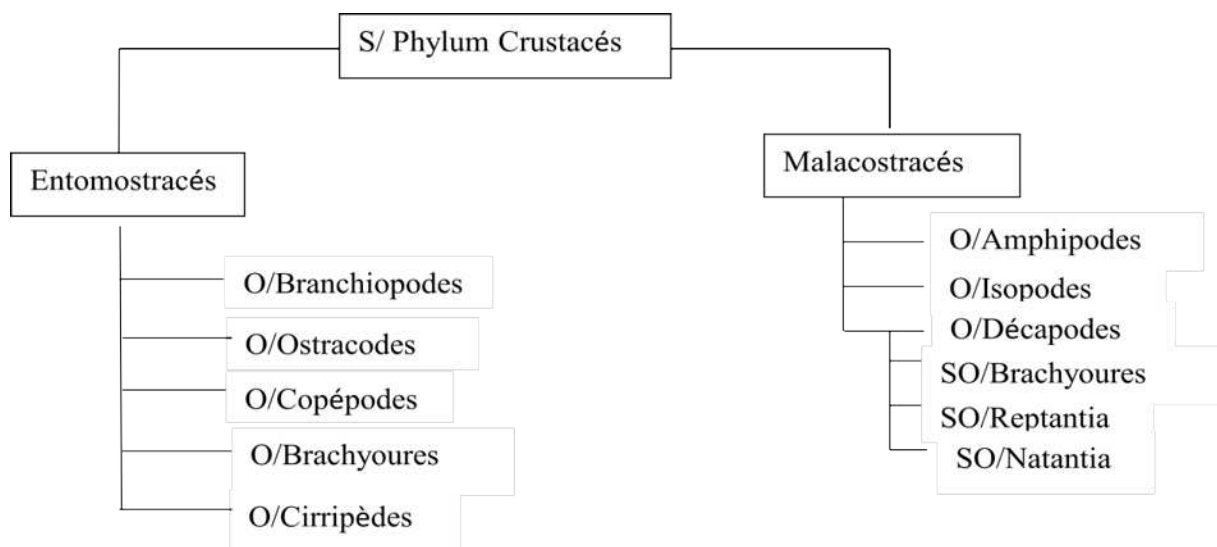 S/ Phylum Crustacés
Entomostracés
O/Branchiopodes
O/Ostracodes
O/Copépodes
O/Brachyoures
O/Cirripèdes
Malacostracés
O/Amphipodes
O/Isopodes
O/Décapodes
SO/Brachyoures
SO/Reptantia
SO/Natantia